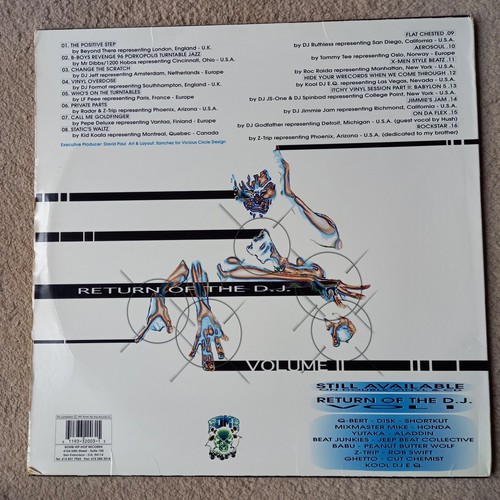 01. THE POSITIVE STEP
by Beyond There representing London, England - U.K.
02. B-BOYS REVENGE 96 PORKOPOLIS TURNTABLE JAZZ
by Mr Dibbs/1200 Hobos representing Cincinnati, Ohio - U.S.A.
03. CHANGE THE SCRATCH
by DJ Jeff representing Amsterdam, Netherlands - Europe
04. VINYL OVERDOSE
by DJ Format representing Southampton, England - U.K.
05. WHO'S ON THE TURNTABLES
by LF Peee representing Paris, France - Europe
06. PRIVATE PARTS
by Radar & Z-Trip representing Phoenix, Arizona - U.S.A.
07. CALL ME GOLDFINGER
by Pepe Deluxe representing Vantaa, Finland - Europe
08. STATIC'S WALTZ
by Kid Koala representing Montreal, Quebec - Canada
Executive Producer: David Paul Art & Layout: Sanchez for Vicious Circle Design
FLAT CHESTED .09
by DJ Ruthless representing San Diego, California - U.S.A.
AEROSOUL .10
by Tommy Tee representing Oslo, Norway - Europe
X-MEN STYLE BEATZ .11
by Roc Raida representing Manhattan, New York - U.S.A.
HIDE YOUR WRECORDS WHEN WE COME THROUGH .12
by Kool DJ E.Q. representing Las Vegas, Nevada - U.S.A.
ITCHY VINYL SESSION PART II: BABYLON 5 .13
by DJ JS-One & DJ Spinbad representing College Point, New York - U.S.A.
JIMMIE'S JAM .14
by DJ Jimmie Jam representing Richmond, California - U.S.A.
ON DA FLEX .15
by DJ Godfather representing Detroit, Michigan - U.S.A. (guest vocal by Hush)
ROCKSTAR .16
by Z-Trip representing Phoenix, Arizona - U.S.A. (dedicated to my brother)
RETURN OF THE D.J.
VOLUME II
STILL AVAILABLE
RETURN OF THE D.J.
VOL I
Q-BERT - DISK - SHORTKUT
MIXMASTER MIKE - HONDA
YUTAKA - ALADDIN
BEAT JUNKIES - JEEP BEAT COLLECTIVE
BABU - PEANUT BUTTER WOLF
Z-TRIP - ROB SWIFT
GHETTO - CUT CHEMIST
KOOL DJ E.Q.